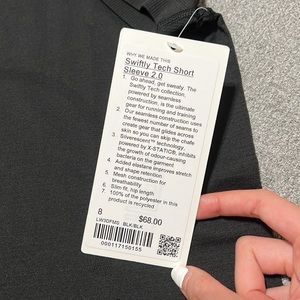 WHY WE MADE THIS
Swiftly Tech Short
Sleeve 2.0
1. Go ahead, get sweaty. The
Swiftly Tech collection,
powered by seamless
construction, is the ultimate
gear for running and training
2. Our seamless construction uses
the fewest number of seams to
create gear that glides across
skin so you can skip the chafe
3. Silverescent™ technology,
powered by X-STATIC®, inhibits
the growth of odour-causing
bacteria on the garment
4. Added elastane improves stretch
and shape retention
5. Mesh construction for
breathability
6. Slim fit, hip length
7. 100% of the polyester in this
product is recycled
8 $68.00
LW3DFMS BLK/BLK
000117150155